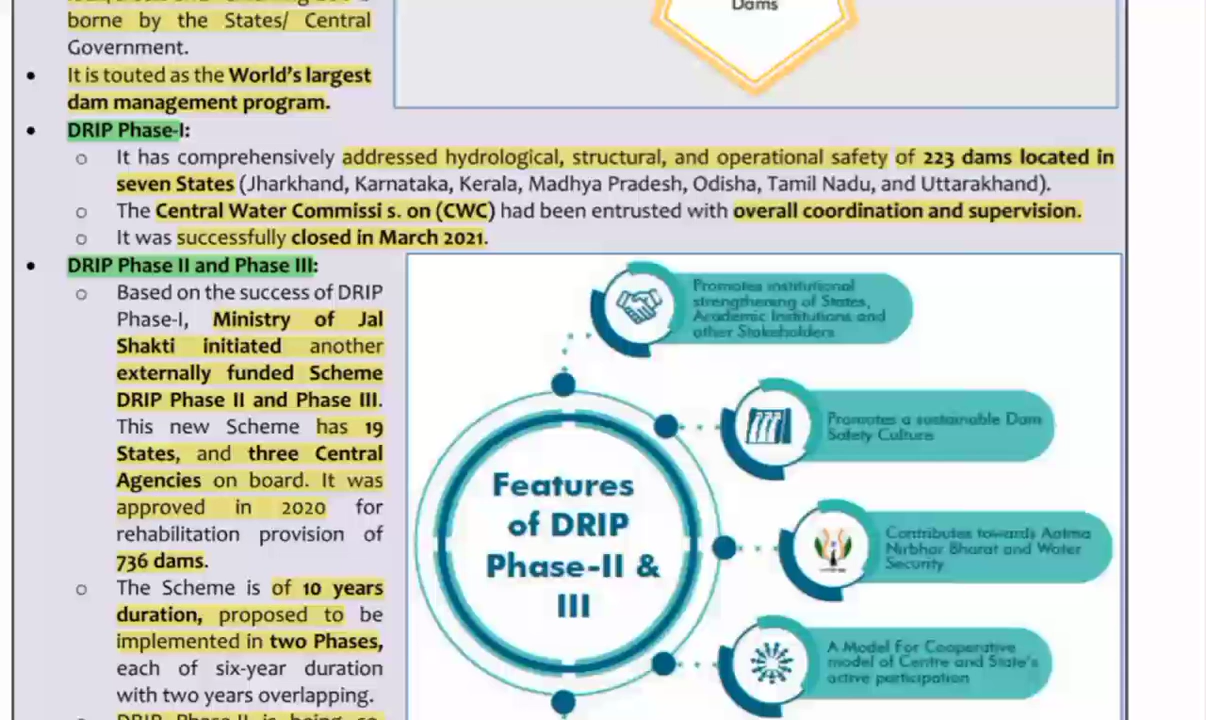 borne by the States/ Central
Government.
• It is touted as the World's largest
dam management program.
Dams
• DRIP Phase-I:
o It has comprehensively addressed hydrological, structural, and operational safety of 223 dams located in
seven States (Jharkhand, Karnataka, Kerala, Madhya Pradesh, Odisha, Tamil Nadu, and Uttarakhand).
o The Central Water Commissi s. on (CWC) had been entrusted with overall coordination and supervision.
o It was successfully closed in March 2021.
• DRIP Phase II and Phase III:
o Based on the success of DRIP
Phase-I, Ministry of Jal
Shakti initiated another
externally funded Scheme
DRIP Phase II and Phase III.
This new Scheme has 19
States, and three Central
Agencies on board. It was
approved in 2020 for
rehabilitation provision of
736 dams.
o The Scheme is of 10 years
duration, proposed to be
implemented in two Phases,
each of six-year duration
with two years overlapping.
o DRIP Phase-II is being co-
Features
of DRIP
Phase-II &
III
Promotes institutional
strengthening of States,
Academic Institutions and
other Stakeholders
Promotes a sustainable Dam
Safety Culture
Contributes towards Aatma
Nirbhar Bharat and Water
Security
A Model For Cooperative
model of Centre and State's
active participation